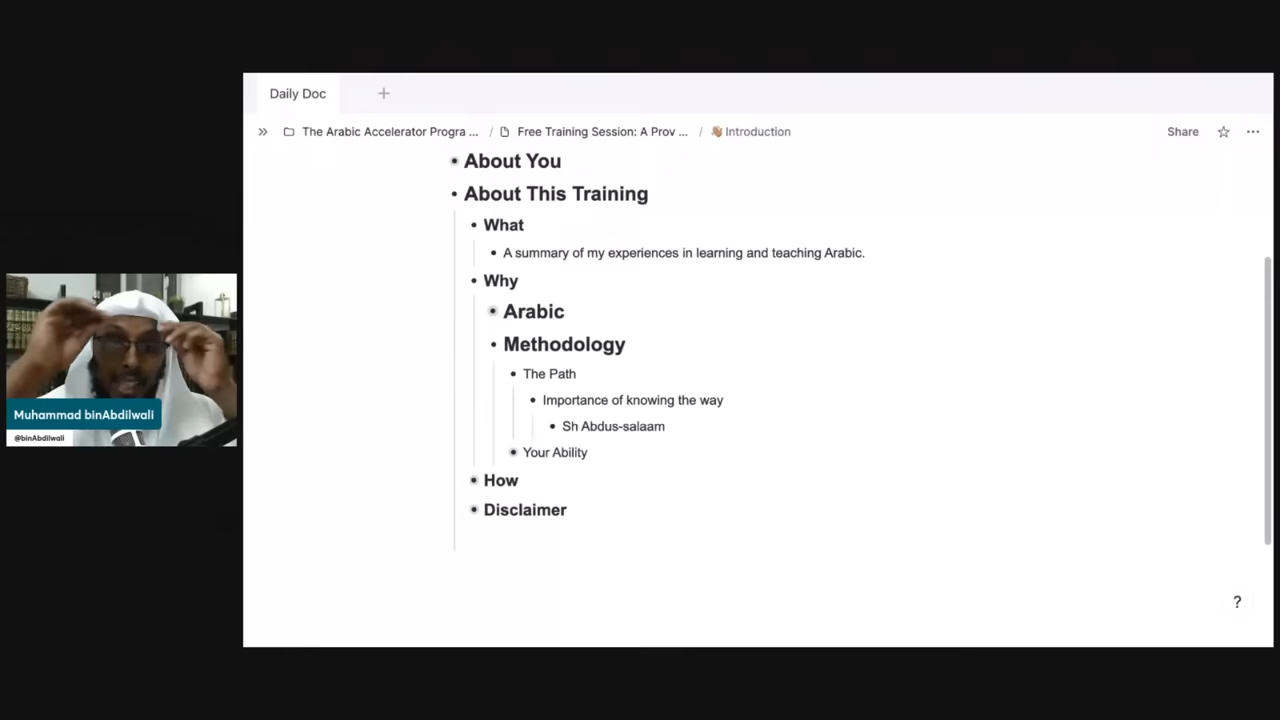 Daily Doc
The Arabic Accelerator Progra ... / Free Training Session: A Prov ... / 👋🏽 Introduction
Share
About You
About This Training
What
A summary of my experiences in learning and teaching Arabic.
Why
Arabic
Methodology
The Path
Importance of knowing the way
Sh Abdus-salaam
Your Ability
How
Disclaimer
?
Muhammad binAbdilwali
@binAbdilwali